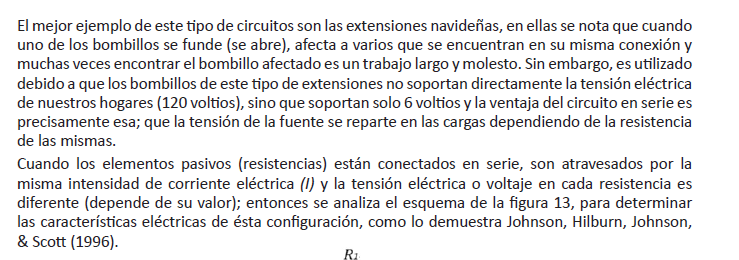 El mejor ejemplo de este tipo de circuitos son las extensiones navideñas, en ellas se nota que cuando
uno de los bombillos se funde (se abre), afecta a varios que se encuentran en su misma conexión y
muchas veces encontrar el bombillo afectado es un trabajo largo y molesto. Sin embargo, es utilizado
debido a que los bombillos de este tipo de extensiones no soportan directamente la tensión eléctrica
de nuestros hogares (120 voltios), sino que soportan solo 6 voltios y la ventaja del circuito en serie es
precisamente esa; que la tensión de la fuente se reparte en las cargas dependiendo de la resistencia
de las mismas.
Cuando los elementos pasivos (resistencias) están conectados en serie, son atravesados por la
misma intensidad de corriente eléctrica (I) y la tensión eléctrica o voltaje en cada resistencia es
diferente (depende de su valor); entonces se analiza el esquema de la figura 13, para determinar
las características eléctricas de ésta configuración, como lo demuestra Johnson, Hilburn, Johnson,
& Scott (1996).
R1